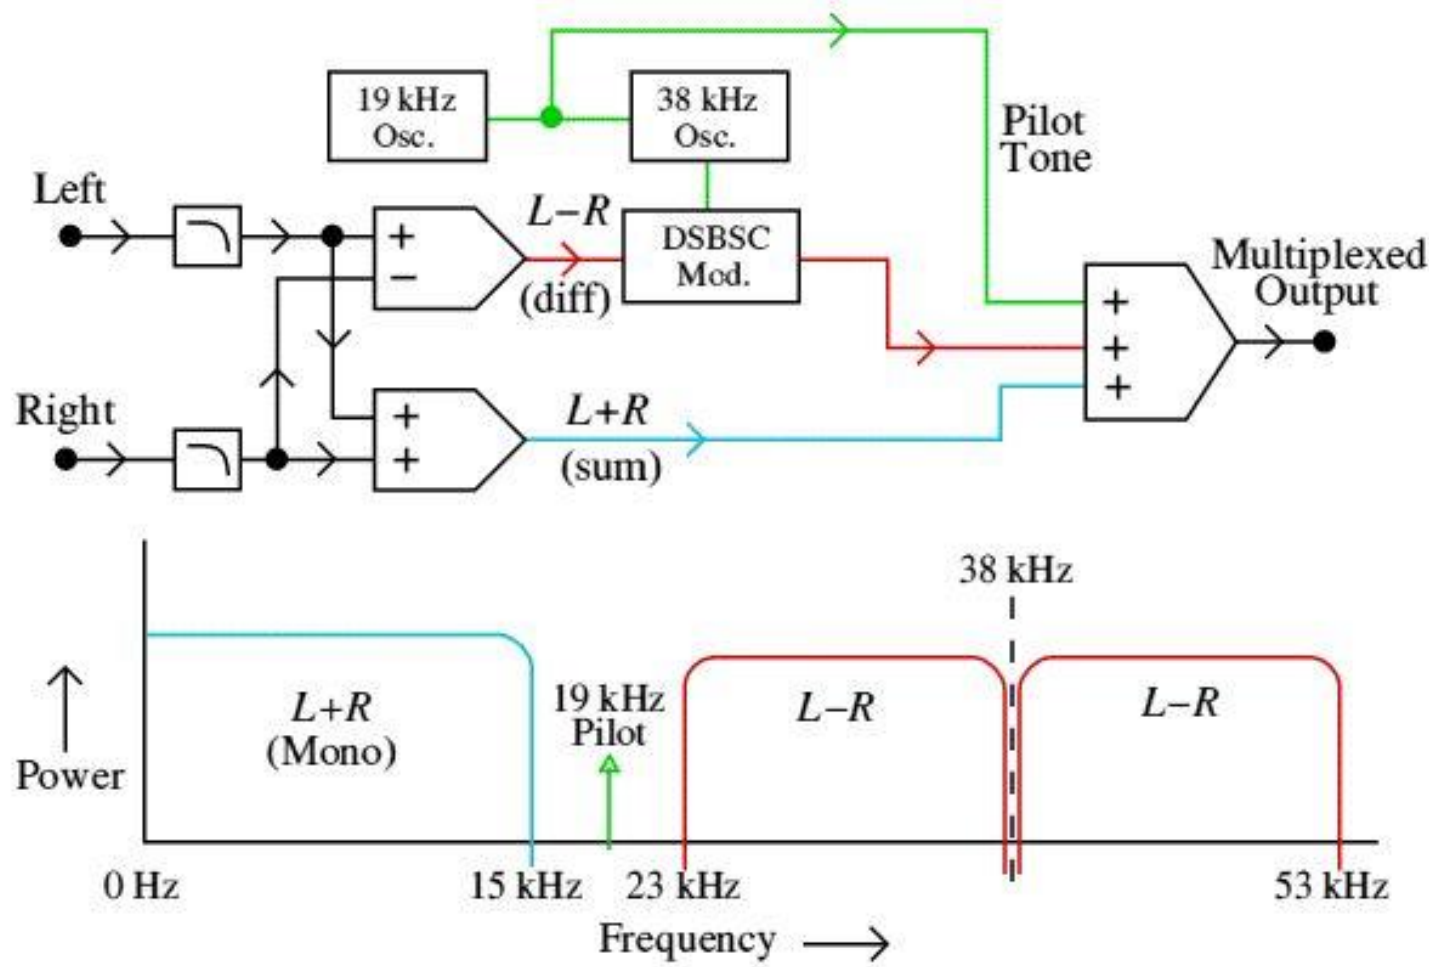 19 kHz
Osc.
38 kHz
Osc.
Pilot
Tone
Left
+
−
L−R
(diff)
DSBSC
Mod.
Multiplexed
Output
+
+
+
Right
+
+
L+R
(sum)
38 kHz
L+R
(Mono)
19 kHz
Pilot
L−R
L−R
Power
0 Hz
15 kHz
23 kHz
53 kHz
Frequency